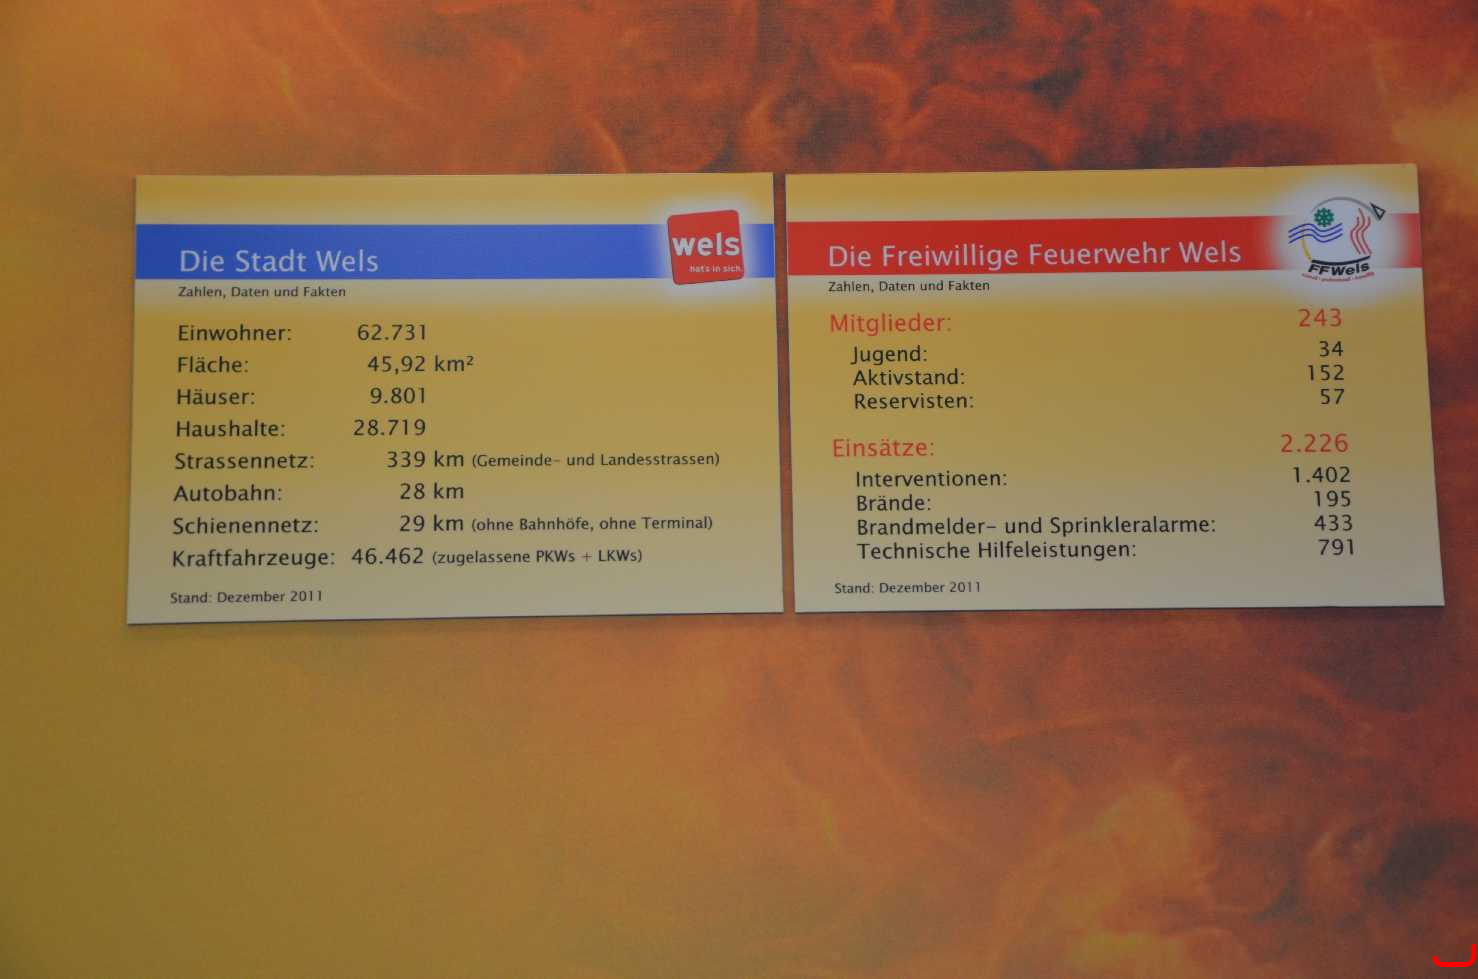 Die Stadt Wels
wels
hat's in sich.
Zahlen, Daten und Fakten
Einwohner: 62.731
Fläche: 45,92 km²
Häuser: 9.801
Haushalte: 28.719
Strassennetz: 339 km (Gemeinde- und Landesstrassen)
Autobahn: 28 km
Schienennetz: 29 km (ohne Bahnhöfe, ohne Terminal)
Kraftfahrzeuge: 46.462 (zugelassene PKWs + LKWs)
Stand: Dezember 2011
Die Freiwillige Feuerwehr Wels
FFWels
Zahlen, Daten und Fakten
Mitglieder: 243
Jugend: 34
Aktivstand: 152
Reservisten: 57
Einsätze: 2.226
Interventionen: 1.402
Brände: 195
Brandmelder- und Sprinkleralarme: 433
Technische Hilfeleistungen: 791
Stand: Dezember 2011